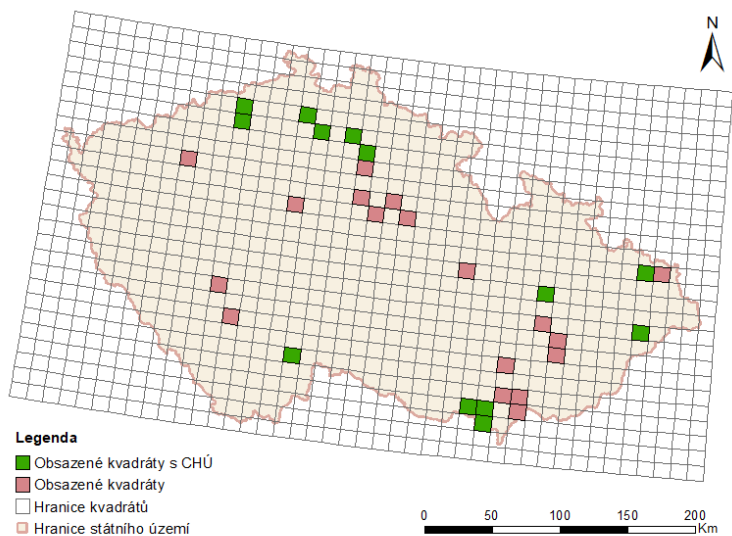 N
Legenda
Obsazené kvadráty s CHÚ
Obsazené kvadráty
Hranice kvadrátů
Hranice státního území
0 50 100 150 200
Km